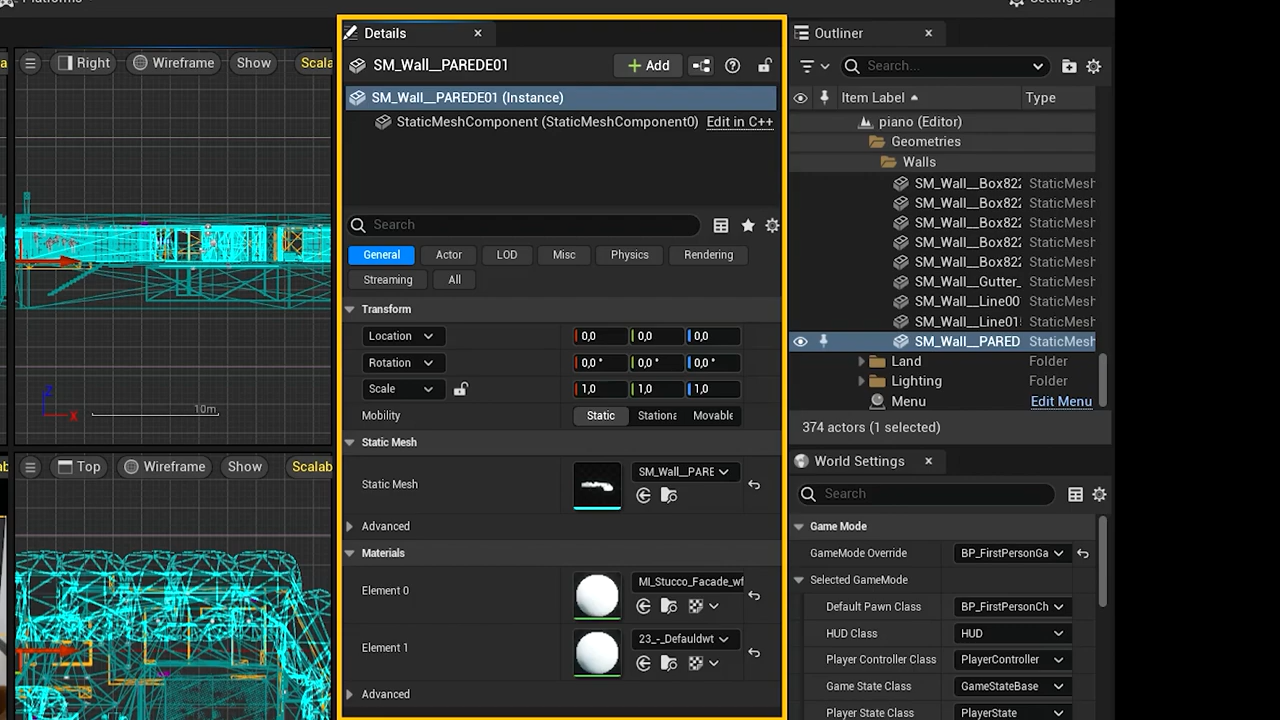 Platforms
Settings
Right
Wireframe
Show
Scala
Z
X
10m
Top
Wireframe
Show
Scalab
Details
SM_Wall__PAREDE01
+ Add
SM_Wall__PAREDE01 (Instance)
StaticMeshComponent (StaticMeshComponent0)
Edit in C++
Search
General
Actor
LOD
Misc
Physics
Rendering
Streaming
All
Transform
Location
0,0
0,0
0,0
Rotation
0,0 °
0,0 °
0,0 °
Scale
1,0
1,0
1,0
Mobility
Static
Stationa
Movable
Static Mesh
Static Mesh
SM_Wall__PARE
Advanced
Materials
Element 0
MI_Stucco_Facade_wf
Element 1
23_-_Defauldwt
Advanced
Outliner
Search...
Item Label
Type
piano (Editor)
Geometries
Walls
SM_Wall__Box822
StaticMesh
SM_Wall__Box822
StaticMesh
SM_Wall__Box822
StaticMesh
SM_Wall__Box822
StaticMesh
SM_Wall__Box822
StaticMesh
SM_Wall__Gutter_
StaticMesh
SM_Wall__Line00
StaticMesh
SM_Wall__Line01
StaticMesh
SM_Wall__PARED
StaticMesh
Land
Folder
Lighting
Folder
Menu
Edit Menu
374 actors (1 selected)
World Settings
Search
Game Mode
GameMode Override
BP_FirstPersonGa
Selected GameMode
Default Pawn Class
BP_FirstPersonCh
HUD Class
HUD
Player Controller Class
PlayerController
Game State Class
GameStateBase
Player State Class
PlayerState